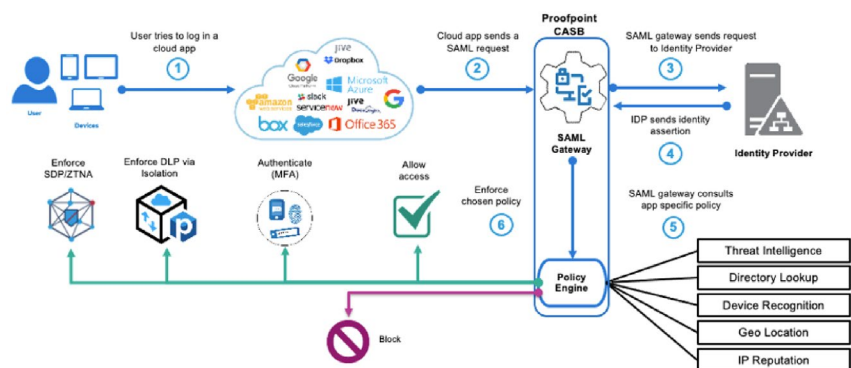 User tries to log in a
cloud app
1
Cloud app sends a
SAML request
2
Proofpoint
CASB
SAML gateway sends request
to Identity Provider
3
User
Devices
jive
Dropbox
Google
Microsoft
Azure
amazon
slack
servicenow
jive
DocuSign
G
box
salesforce
Office 365
SAML
Gateway
IDP sends identity
assertion
4
Identity Provider
Enforce
SDP/ZTNA
Enforce DLP via
Isolation
Authenticate
(MFA)
Allow
access
Enforce
chosen policy
6
SAML gateway consults
app specific policy
5
Policy
Engine
Threat Intelligence
Directory Lookup
Device Recognition
Geo Location
IP Reputation
Block